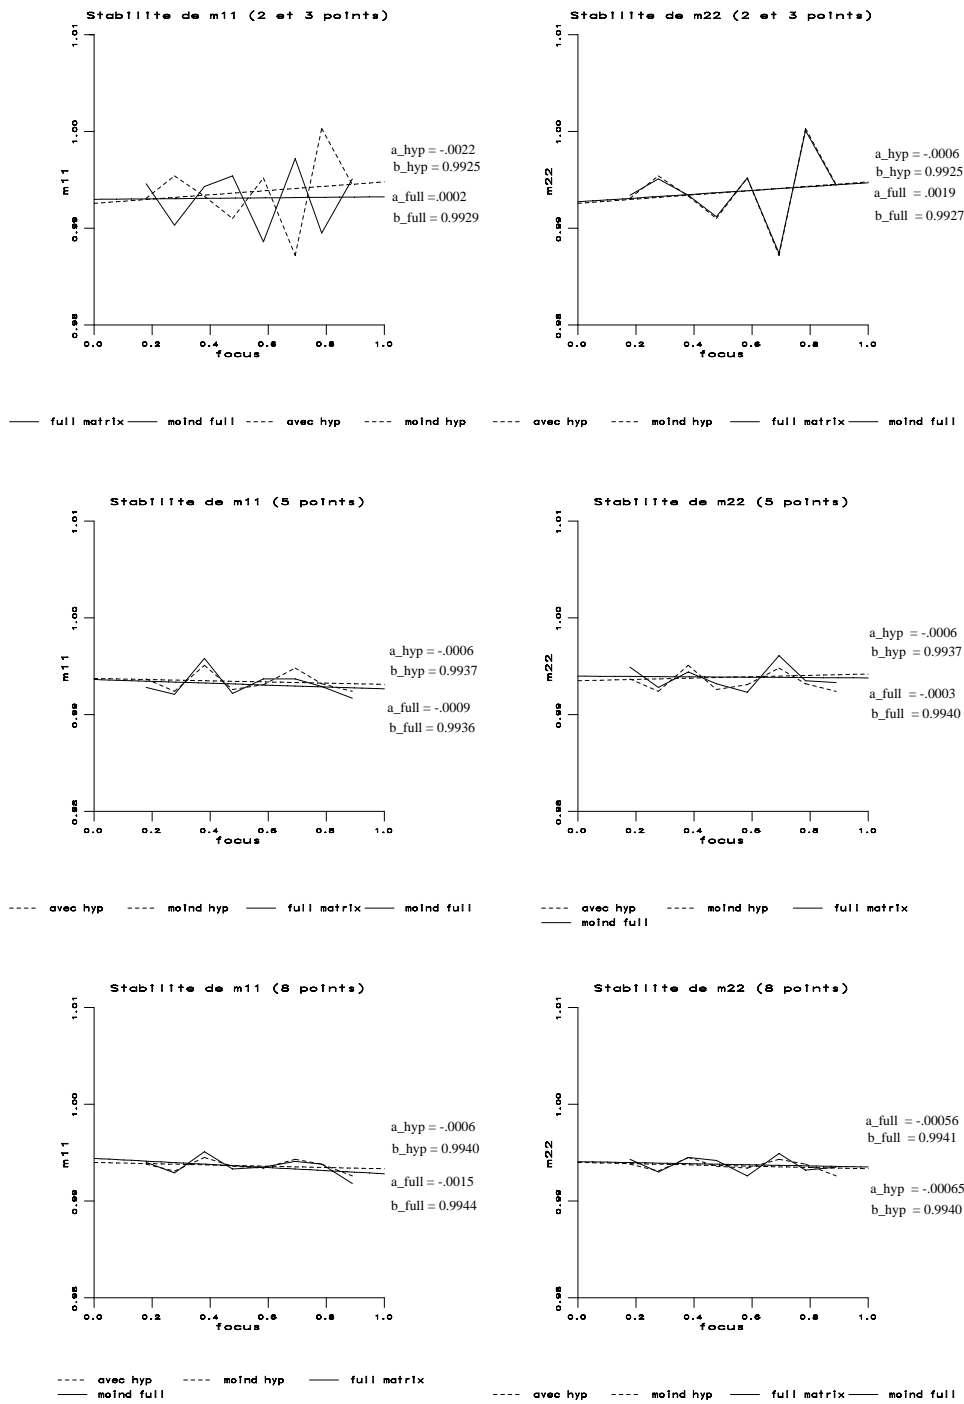 Stabilite de m11 (2 et 3 points)
1.01
1.00
0.99
0.98
m11
0.0 0.2 0.4 0.6 0.8 1.0
focus
a_hyp = -.0022
b_hyp = 0.9925
a_full =.0002
b_full = 0.9929
full matrix moind full avec hyp moind hyp
Stabilite de m22 (2 et 3 points)
1.01
1.00
0.99
0.98
m22
0.0 0.2 0.4 0.6 0.8 1.0
focus
a_hyp = -.0006
b_hyp = 0.9925
a_full = .0019
b_full = 0.9927
avec hyp moind hyp full matrix moind full
Stabilite de m11 (5 points)
1.01
1.00
0.99
0.98
m11
0.0 0.2 0.4 0.6 0.8 1.0
focus
a_hyp = -.0006
b_hyp = 0.9937
a_full = -.0009
b_full = 0.9936
avec hyp moind hyp full matrix moind full
Stabilite de m22 (5 points)
1.01
1.00
0.99
0.98
m22
0.0 0.2 0.4 0.6 0.8 1.0
focus
a_hyp = -.0006
b_hyp = 0.9937
a_full = -.0003
b_full = 0.9940
avec hyp moind hyp full matrix
moind full
Stabilite de m11 (8 points)
1.01
1.00
0.99
0.98
m11
0.0 0.2 0.4 0.6 0.8 1.0
focus
a_hyp = -.0006
b_hyp = 0.9940
a_full = -.0015
b_full = 0.9944
avec hyp moind hyp full matrix
moind full
Stabilite de m22 (8 points)
1.01
1.00
0.99
0.98
m22
0.0 0.2 0.4 0.6 0.8 1.0
focus
a_full = -.00056
b_full = 0.9941
a_hyp = -.00065
b_hyp = 0.9940
avec hyp moind hyp full matrix moind full